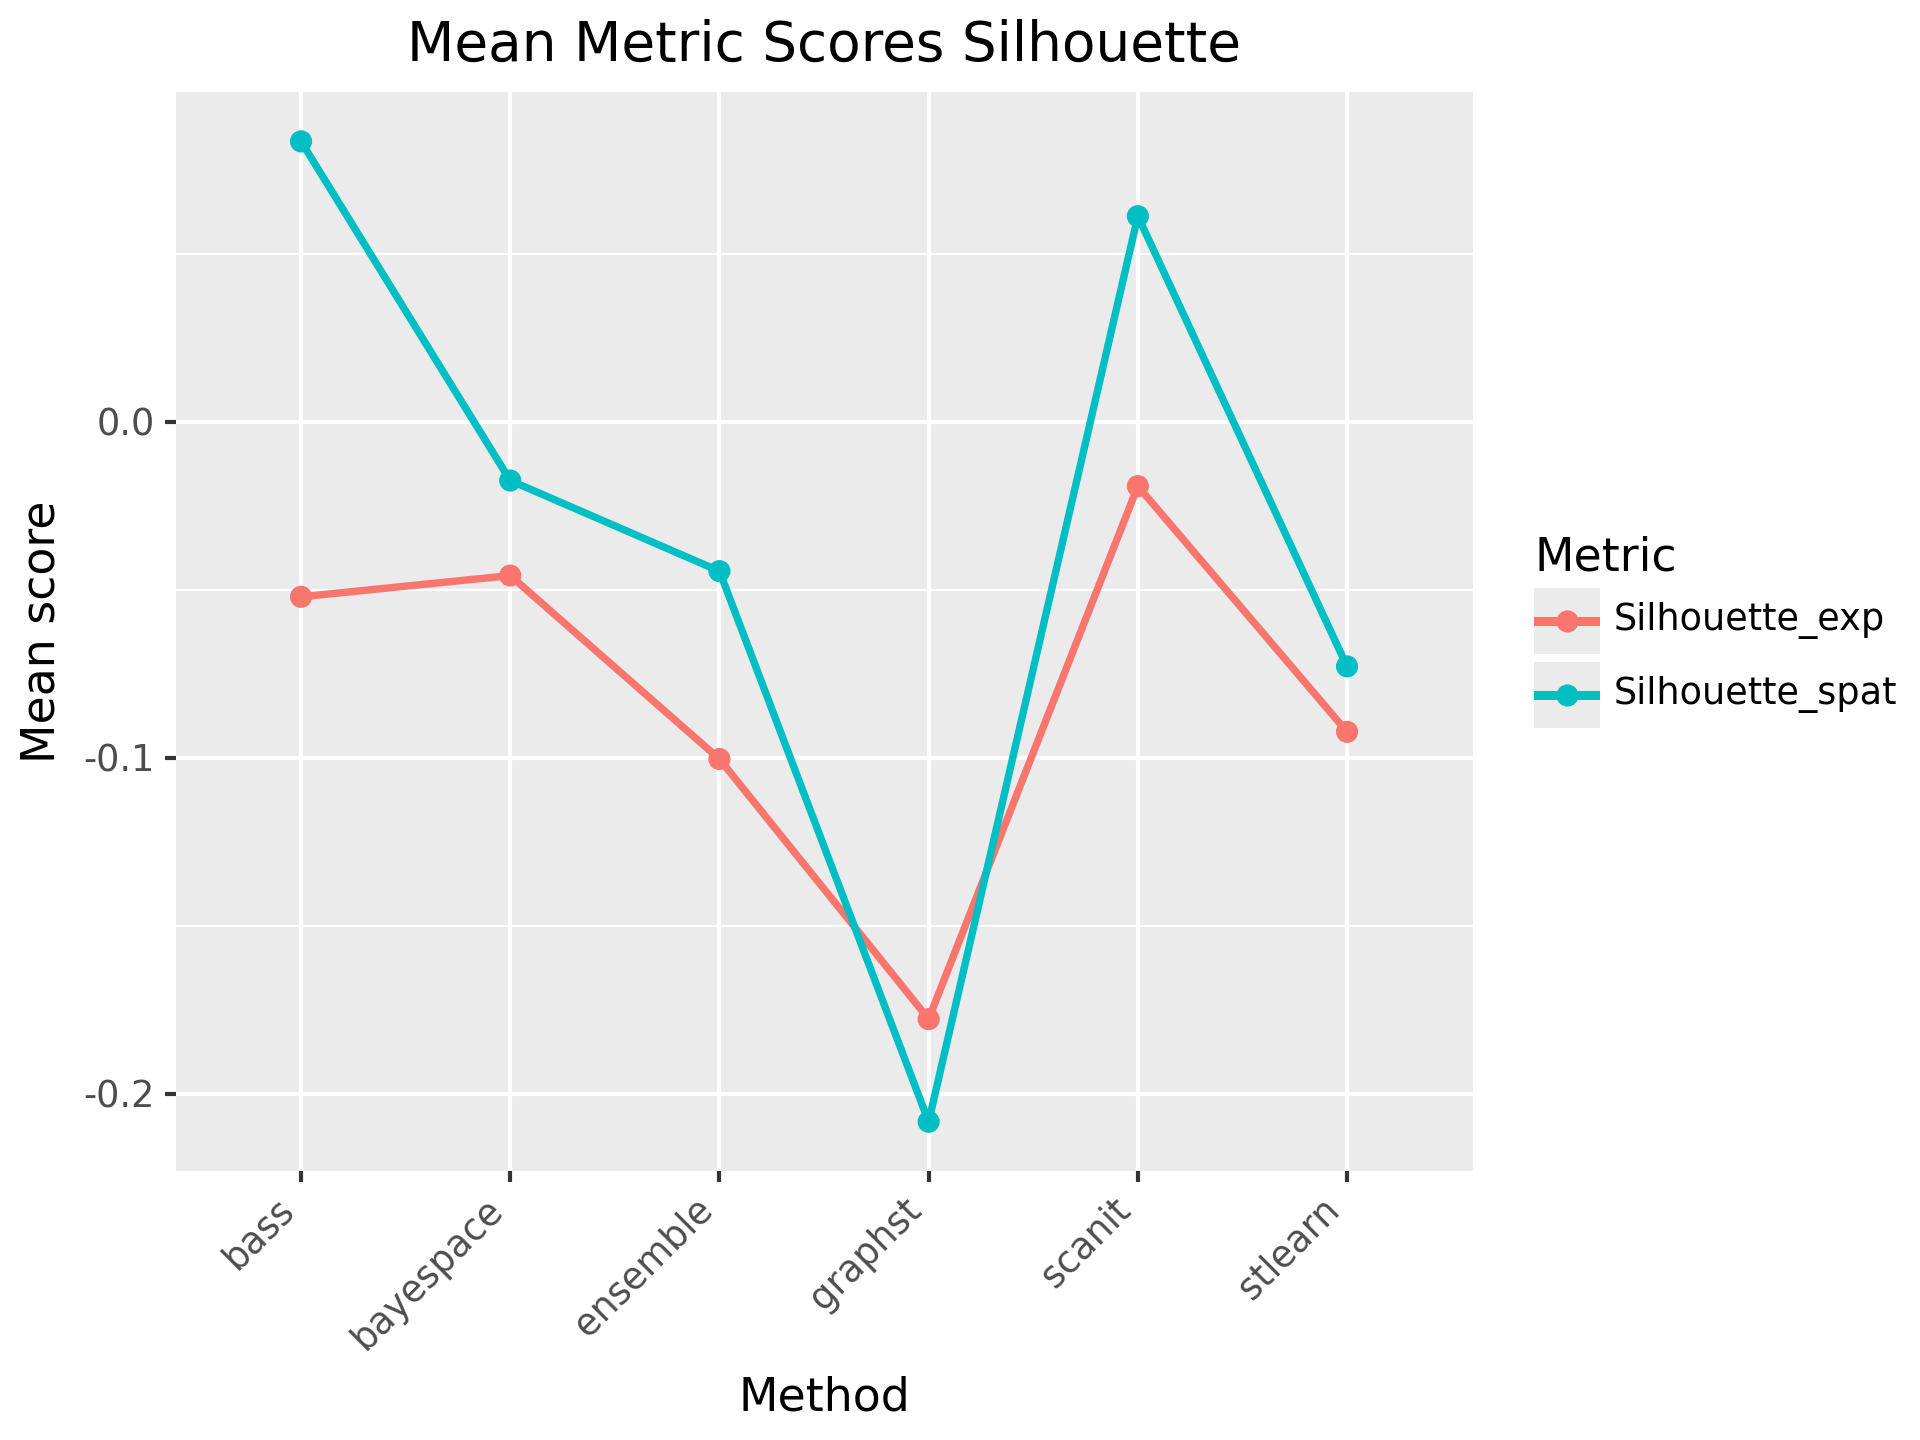 Mean Metric Scores Silhouette
Mean score
0.0
-0.1
-0.2
bass
bayespace
ensemble
graphst
scanit
stlearn
Method
Metric
Silhouette_exp
Silhouette_spat